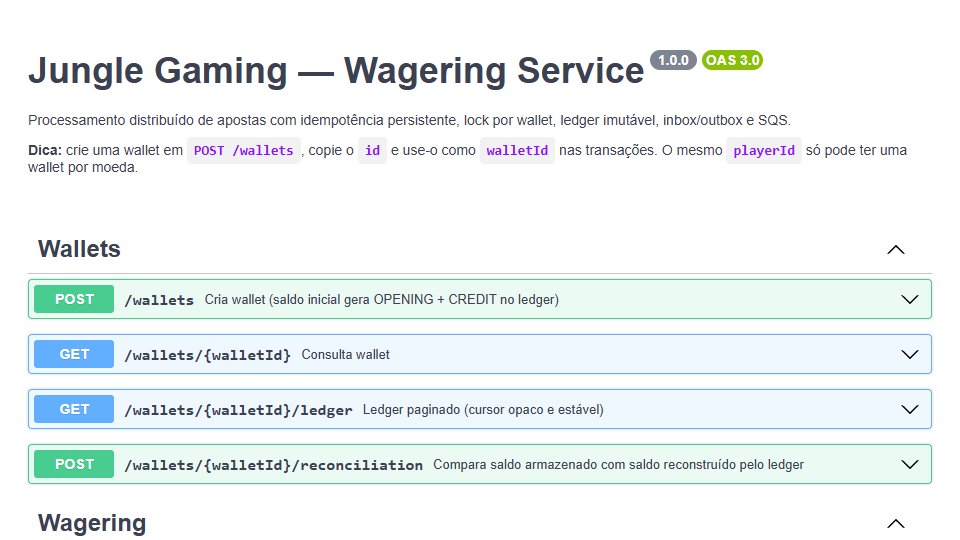 Jungle Gaming — Wagering Service 1.0.0 OAS 3.0
Processamento distribuído de apostas com idempotência persistente, lock por wallet, ledger imutável, inbox/outbox e SQS.
Dica: crie uma wallet em POST /wallets , copie o id e use-o como walletId nas transações. O mesmo playerId só pode ter uma
wallet por moeda.
Wallets
POST /wallets Cria wallet (saldo inicial gera OPENING + CREDIT no ledger)
GET /wallets/{walletId} Consulta wallet
GET /wallets/{walletId}/ledger Ledger paginado (cursor opaco e estável)
POST /wallets/{walletId}/reconciliation Compara saldo armazenado com saldo reconstruído pelo ledger
Wagering